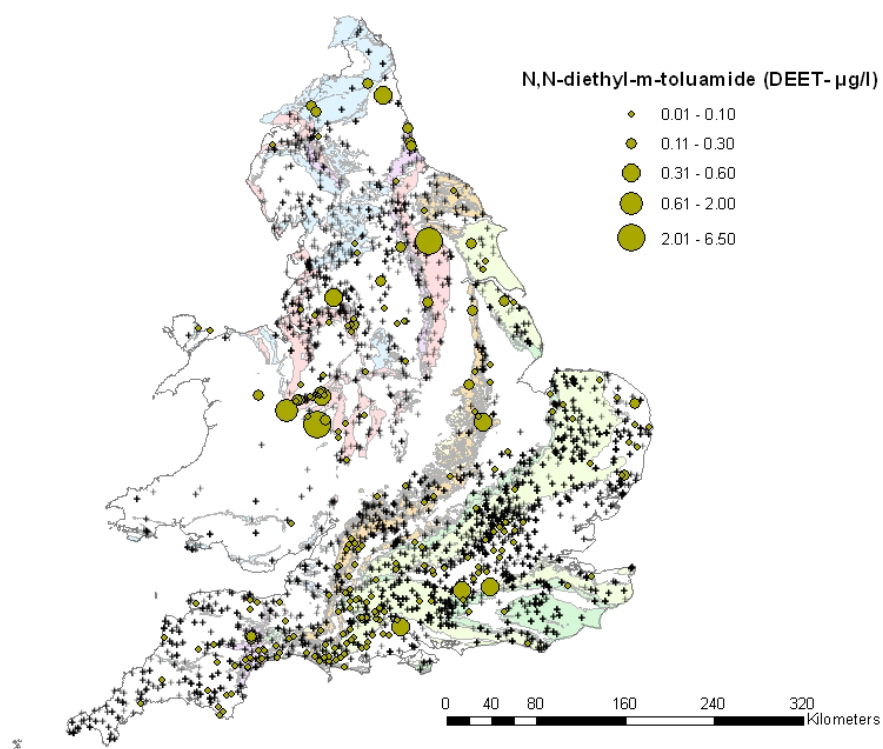 N,N-diethyl-m-toluamide (DEET- µg/l)
0.01 - 0.10
0.11 - 0.30
0.31 - 0.60
0.61 - 2.00
2.01 - 6.50
0 20 40 80 160 240 320
Kilometers